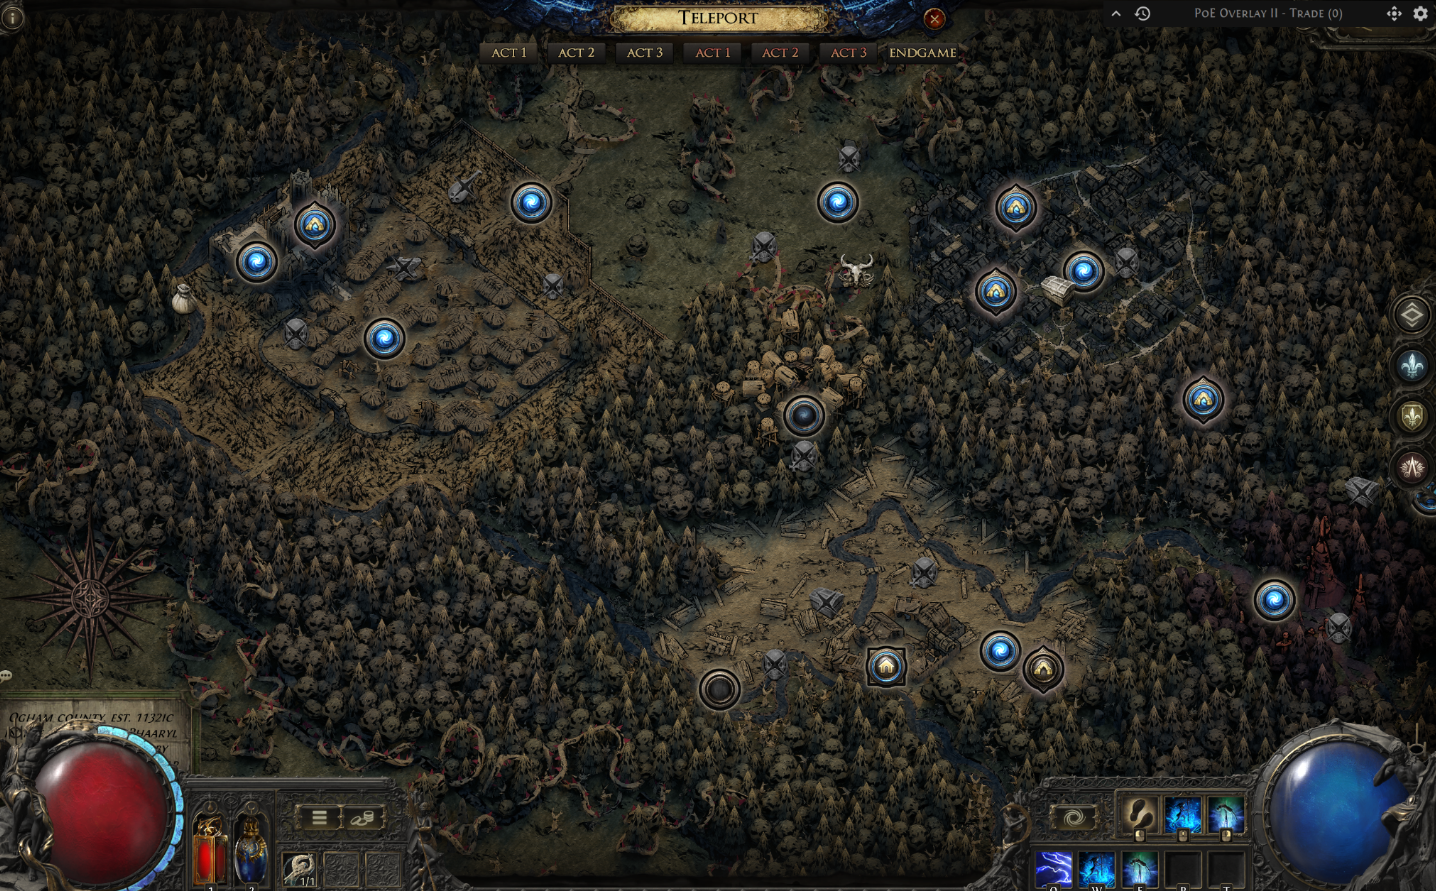 TELEPORT
POE OVERLAY II - TRADE (0)
ACT 1 ACT 2 ACT 3 ACT 1 ACT 2 ACT 3 ENDGAME
OGHAM COUNTY, EST. 1132IC
1/1
Q W E R T